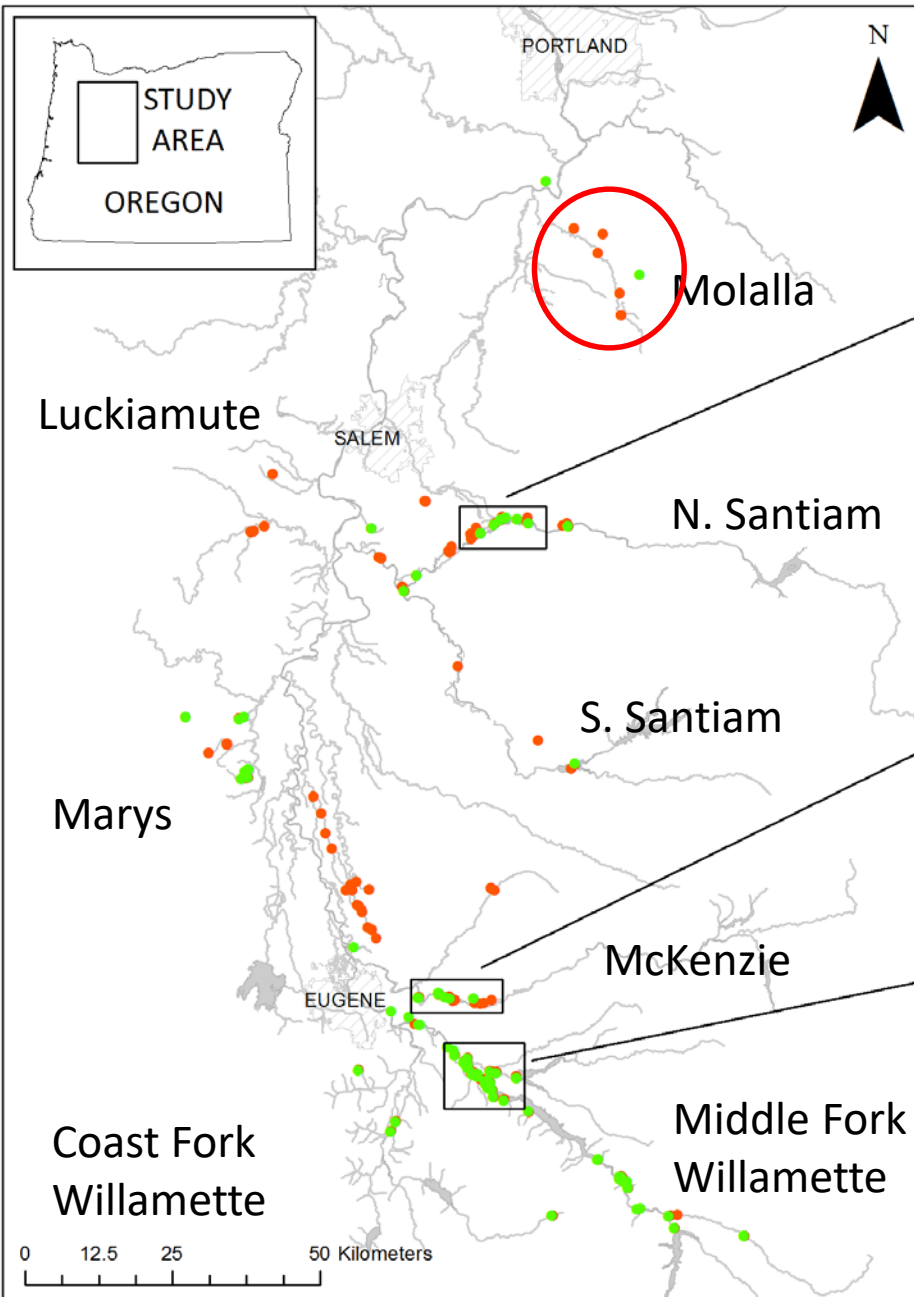 PORTLAND
N
STUDY
AREA
OREGON
Molalla
Luckiamute
SALEM
N. Santiam
S. Santiam
Marys
McKenzie
EUGENE
Coast Fork
Willamette
Middle Fork
Willamette
0 12.5 25 50 Kilometers